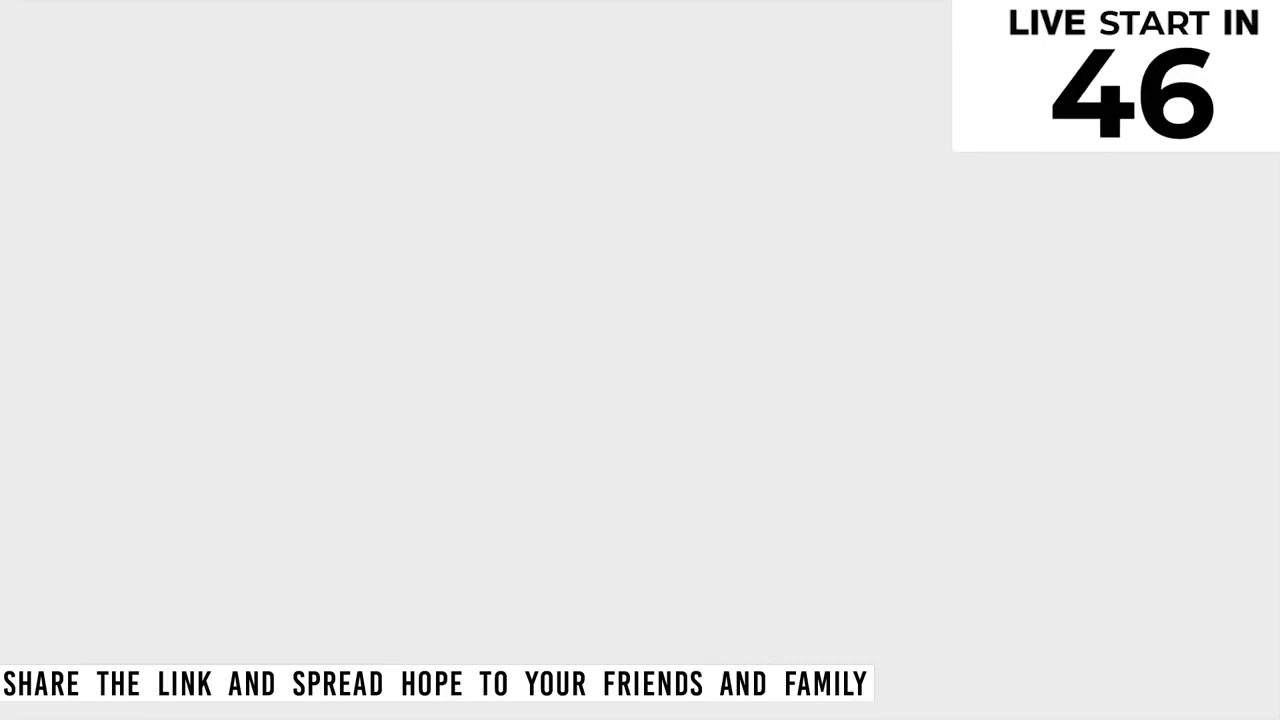 LIVE START IN
46
SHARE THE LINK AND SPREAD HOPE TO YOUR FRIENDS AND FAMILY